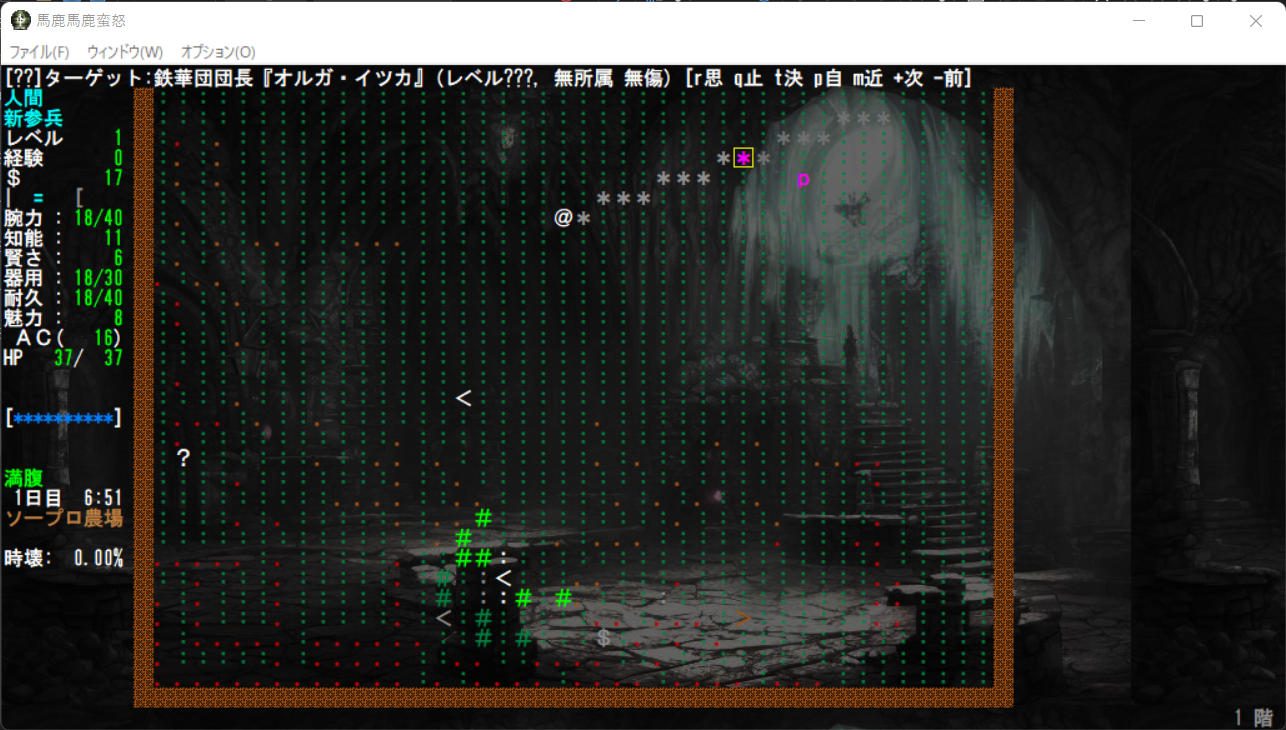 馬鹿馬鹿蛮怒
ファイル(F) ウィンドウ(W) オプション(O)
[??]ターゲット:鉄華団団長『オルガ・イツカ』(レベル???, 無所属 無傷) [r思 q止 t決 p自 m近 +次 -前]
人間
新参兵
レベル 1
経験 0
$ 17
| = [
腕力 : 18/40
知能 : 11
賢さ : 6
器用 : 18/30
耐久 : 18/40
魅力 : 8
AC( 16)
HP 37/ 37
[**********]
満腹
1日目 6:51
ソープロ農場
時壊: 0.00%
* * *
* * *
* * *
* * * p
* * *
@ *
<
?
#
#
# # :
# : <
# : : # # :
< # >
# # $
1 階